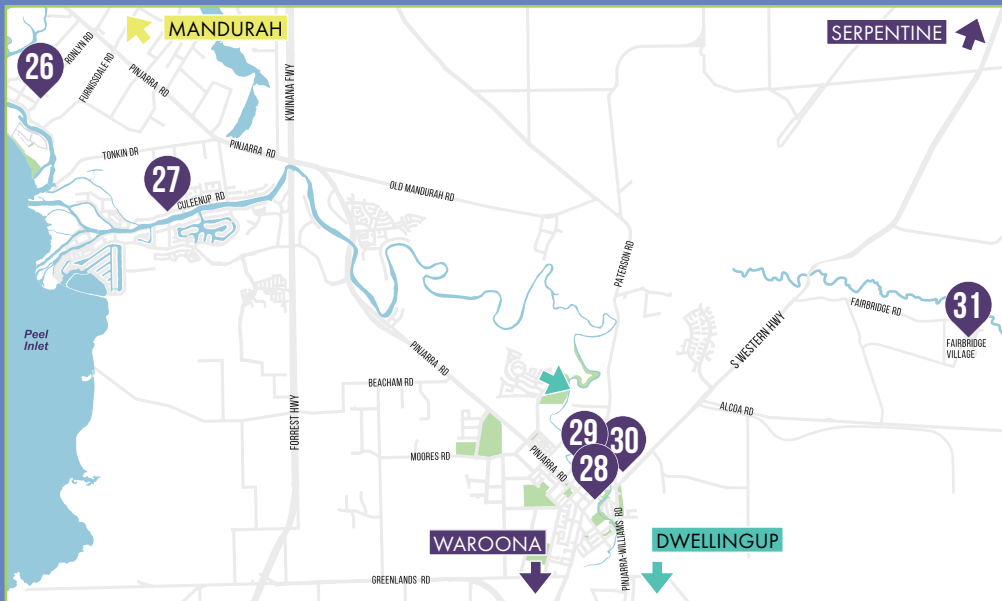 MANDURAH
SERPENTINE
26
RONLYN RD
FURNISSDALE RD
PINJARRA RD
KWINANA FWY
TONKIN DR
PINJARRA RD
27
CULEENUP RD
OLD MANDURAH RD
PATERSON RD
FAIRBRIDGE RD
31
FAIRBRIDGE
VILLAGE
Peel
Inlet
S WESTERN HWY
PINJARRA RD
BEACHAM RD
ALCOA RD
FORREST HWY
29
30
28
MOORES RD
PINJARRA RD
PINJARRA-WILLIAMS RD
WAROONA
DWELLINGUP
GREENLANDS RD